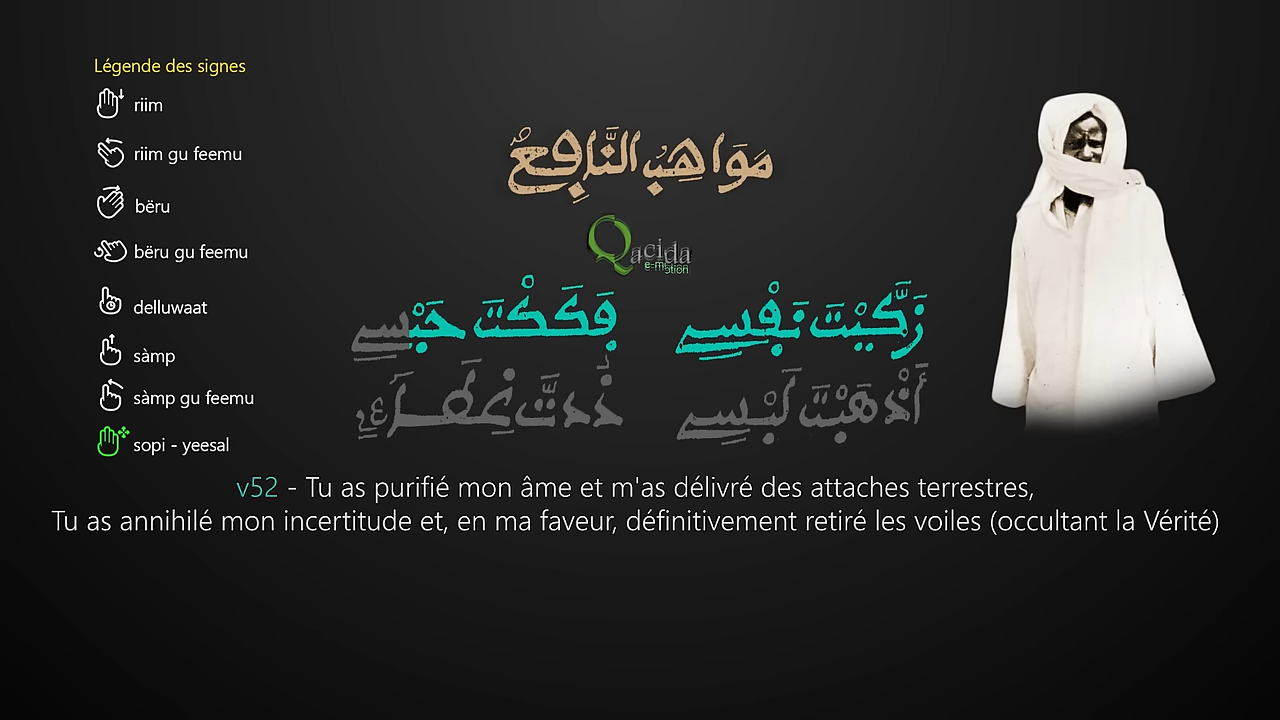 Légende des signes
riim
riim gu feemu
bëru
bëru gu feemu
delluwaat
sàmp
sàmp gu feemu
sopi - yeesal
مَوَاهِبُ النَّافِعُ
Qacida
e-motion
زَكَّيْتَ نَفْسِي فَكَكْتَ حَبْسِي
أَذْهَبْتَ لَبْسِي
v52 - Tu as purifié mon âme et m'as délivré des attaches terrestres,
Tu as annihilé mon incertitude et, en ma faveur, définitivement retiré les voiles (occultant la Vérité)